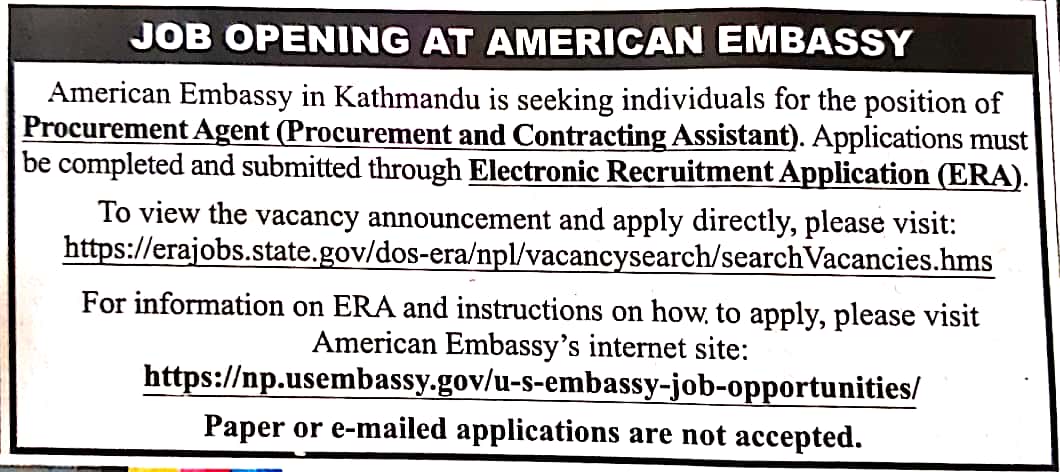 JOB OPENING AT AMERICAN EMBASSY
American Embassy in Kathmandu is seeking individuals for the position of
Procurement Agent (Procurement and Contracting Assistant). Applications must
be completed and submitted through Electronic Recruitment Application (ERA).
To view the vacancy announcement and apply directly, please visit:
https://erajobs.state.gov/dos-era/npl/vacancysearch/searchVacancies.hms
For information on ERA and instructions on how to apply, please visit
American Embassy's internet site:
https://np.usembassy.gov/u-s-embassy-job-opportunities/
Paper or e-mailed applications are not accepted.